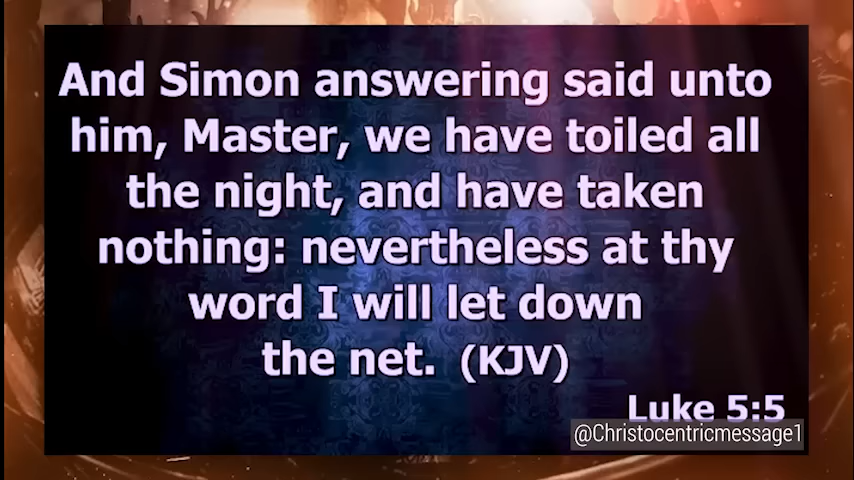 And Simon answering said unto
him, Master, we have toiled all
the night, and have taken
nothing: nevertheless at thy
word I will let down
the net. (KJV)
Luke 5:5
@Christocentricmessage1